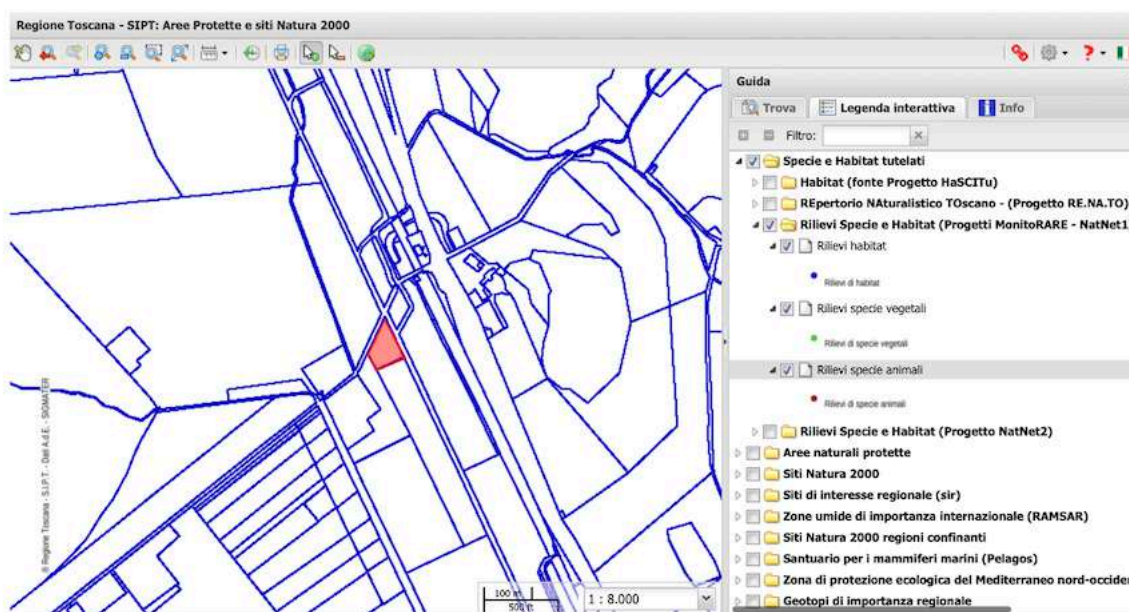 Regione Toscana - SIPT: Aree Protette e siti Natura 2000
Guida
Trova
Legenda interattiva
Info
Filtro:
Specie e Habitat tutelati
Habitat (fonte Progetto HaSCITu)
REpertorio NAturalistico TOscano - (Progetto RE.NA.TO)
Rilievi Specie e Habitat (Progetti MonitoRARE - NatNet1
Rilievi habitat
Rilievi di habitat
Rilievi specie vegetali
Rilievi di specie vegetali
Rilievi specie animali
Rilievi di specie animali
Rilievi Specie e Habitat (Progetto NatNet2)
Aree naturali protette
Siti Natura 2000
Siti di interesse regionale (sir)
Zone umide di importanza internazionale (RAMSAR)
Siti Natura 2000 regioni confinanti
Santuario per i mammiferi marini (Pelagos)
Zona di protezione ecologica del Mediterraneo nord-occider
Geotopi di importanza regionale
© Regione Toscana - S.I.P.T. - Dati A.d.E. - SIGMATER
100 m
500 ft
1 : 8.000